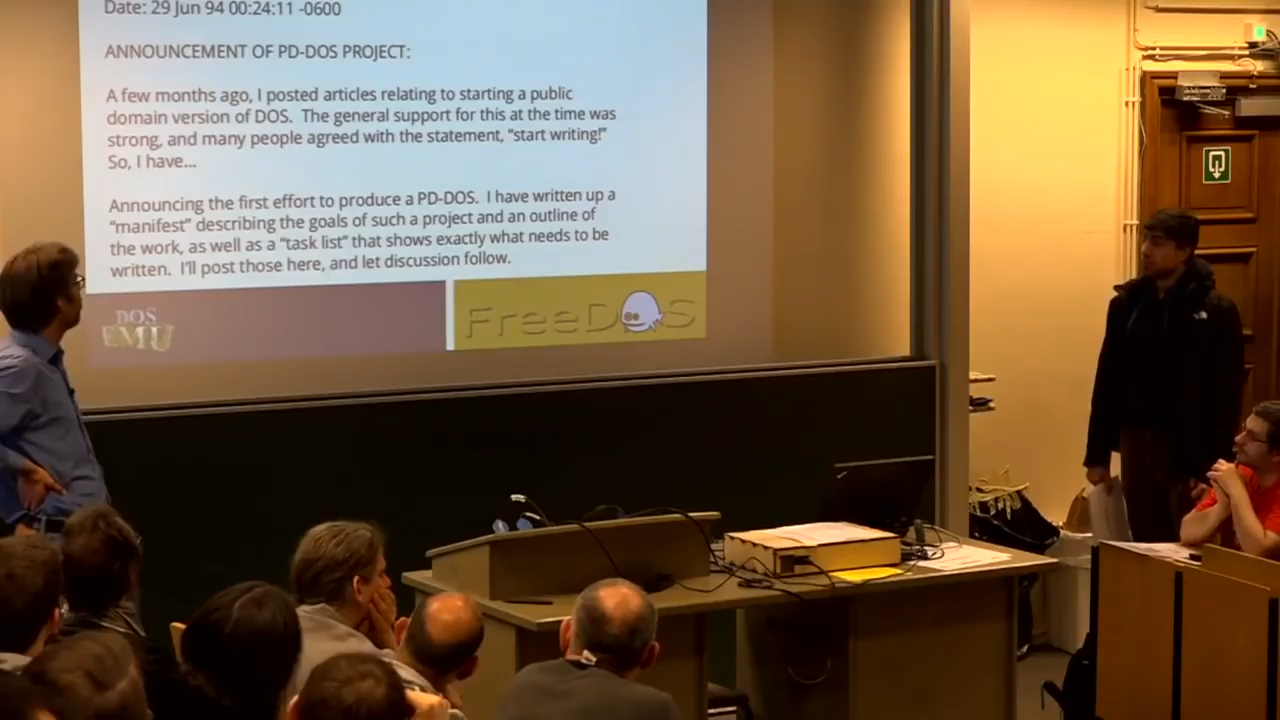 Date: 29 Jun 94 00:24:11 -0600
ANNOUNCEMENT OF PD-DOS PROJECT:
A few months ago, I posted articles relating to starting a public
domain version of DOS.  The general support for this at the time was
strong, and many people agreed with the statement, “start writing!”
So, I have...
Announcing the first effort to produce a PD-DOS.  I have written up a
“manifest” describing the goals of such a project and an outline of
the work, as well as a “task list” that shows exactly what needs to be
written.  I’ll post those here, and let discussion follow.
DOS
EMU
FreeDOS